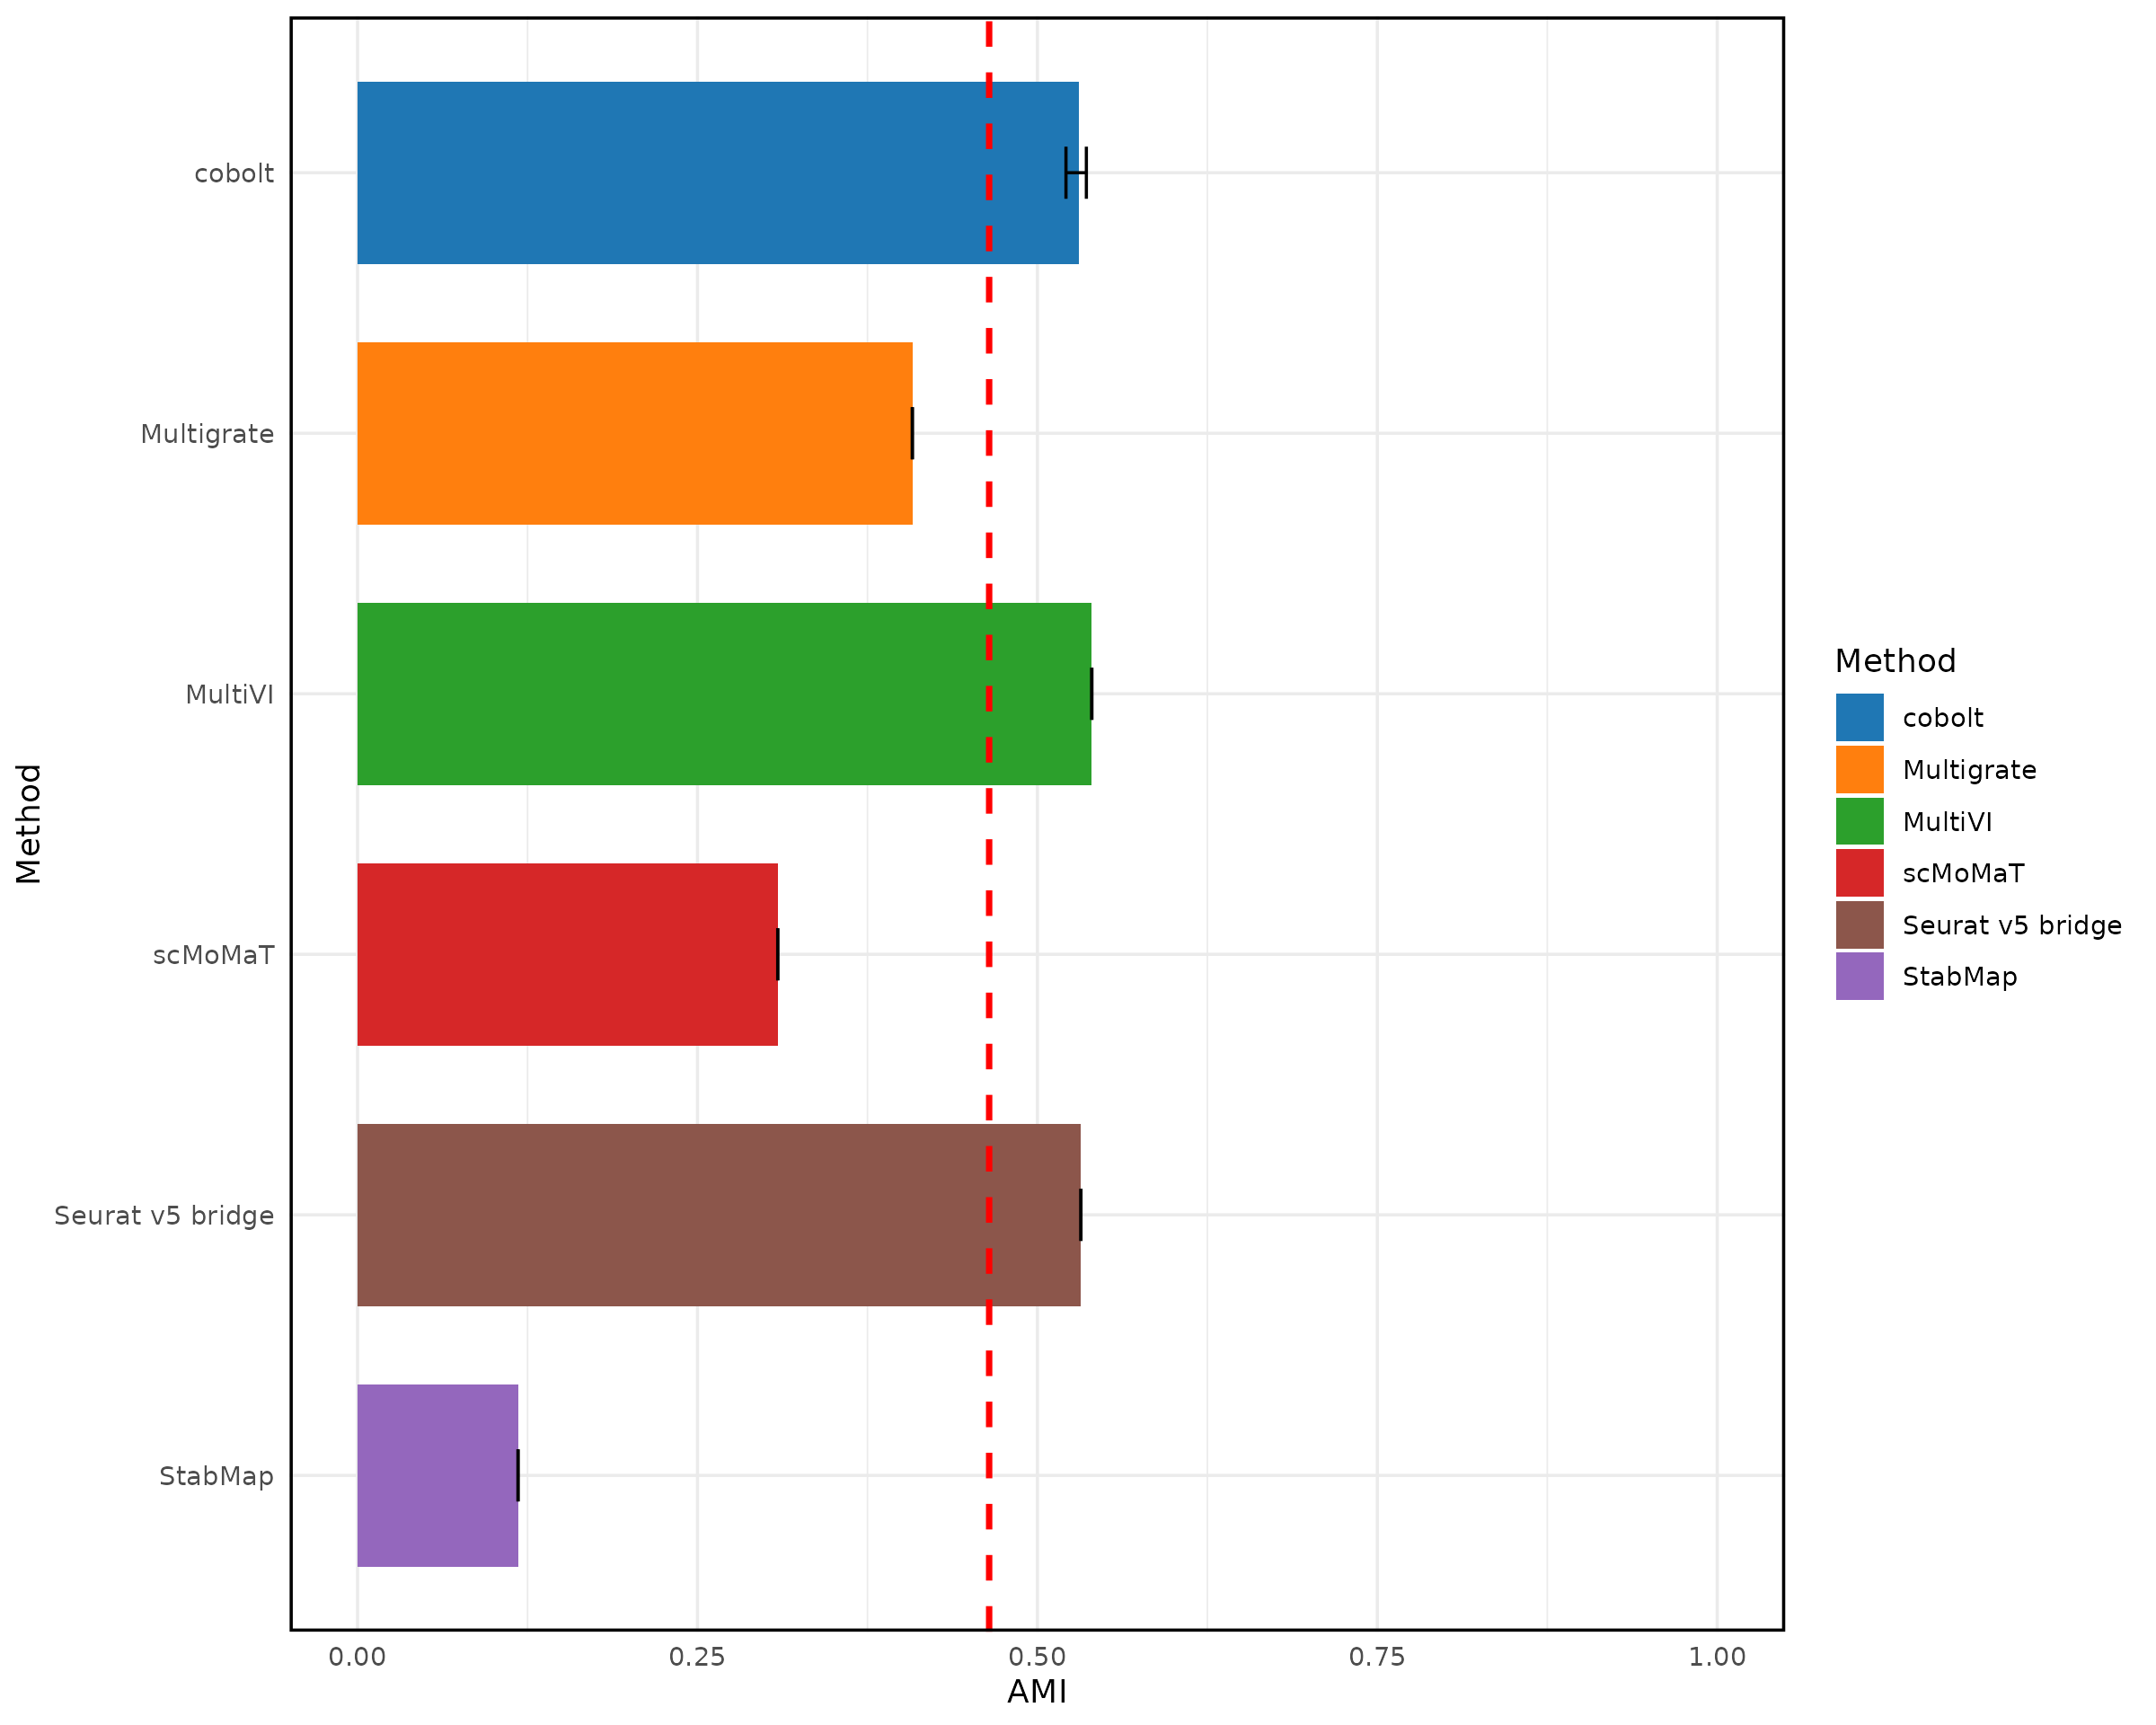 cobolt
Multigrate
MultiVI
scMoMaT
Seurat v5 bridge
StabMap
Method
0.00 0.25 0.50 0.75 1.00
AMI
Method
cobolt
Multigrate
MultiVI
scMoMaT
Seurat v5 bridge
StabMap